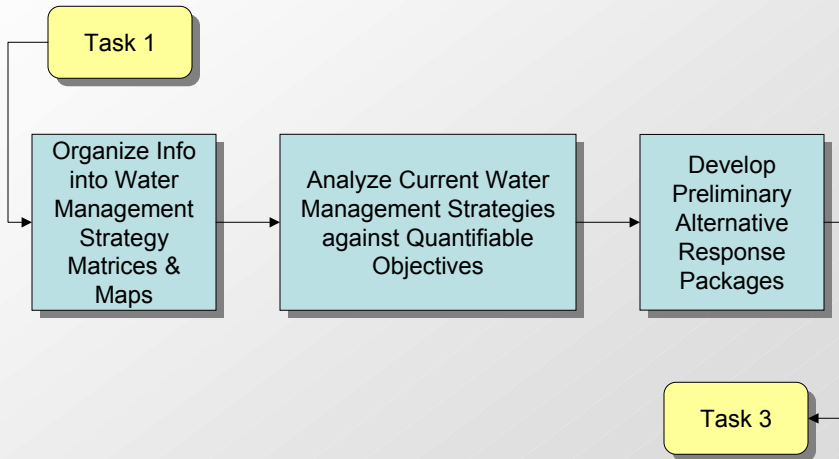 Task 1
Organize Info
into Water
Management
Strategy
Matrices &
Maps
Analyze Current Water
Management Strategies
against Quantifiable
Objectives
Develop
Preliminary
Alternative
Response
Packages
Task 3